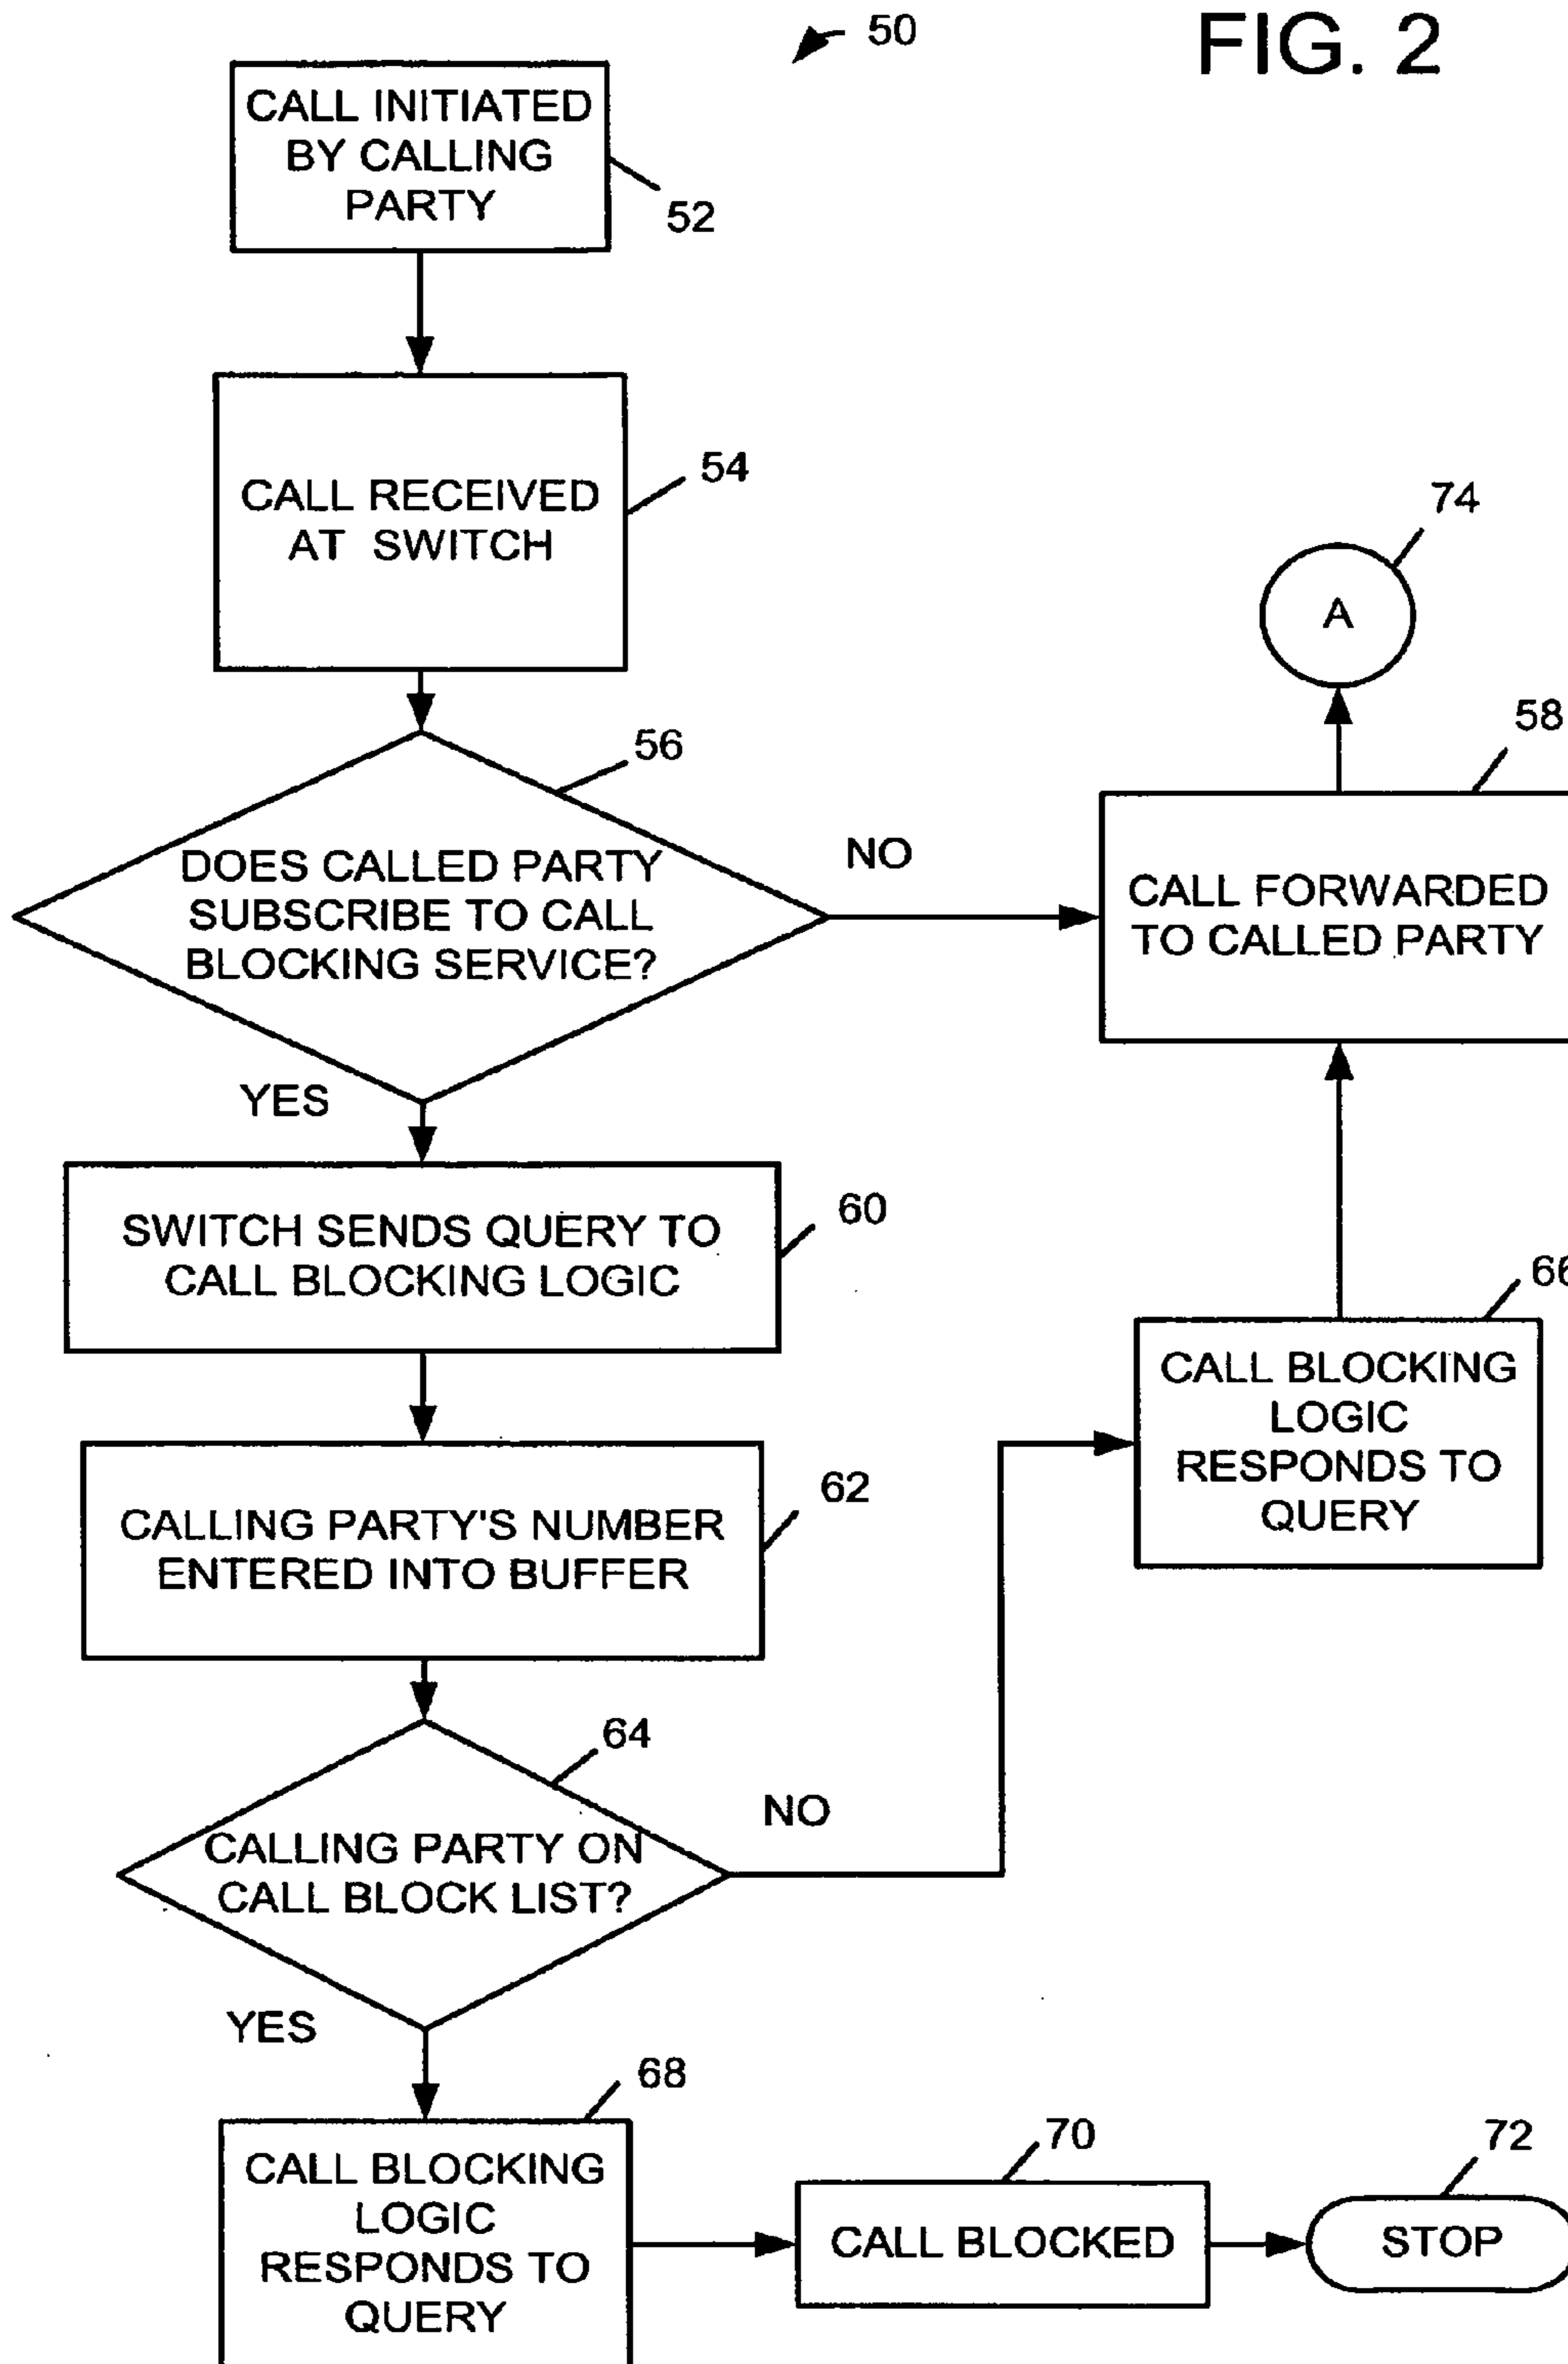 50
FIG. 2
CALL INITIATED
BY CALLING
PARTY
52
CALL RECEIVED
AT SWITCH
54
74
A
56
DOES CALLED PARTY
SUBSCRIBE TO CALL
BLOCKING SERVICE?
NO
58
CALL FORWARDED
TO CALLED PARTY
YES
SWITCH SENDS QUERY TO
CALL BLOCKING LOGIC
60
66
CALL BLOCKING
LOGIC
RESPONDS TO
QUERY
CALLING PARTY'S NUMBER
ENTERED INTO BUFFER
62
64
CALLING PARTY ON
CALL BLOCK LIST?
NO
YES
68
CALL BLOCKING
LOGIC
RESPONDS TO
QUERY
70
CALL BLOCKED
72
STOP